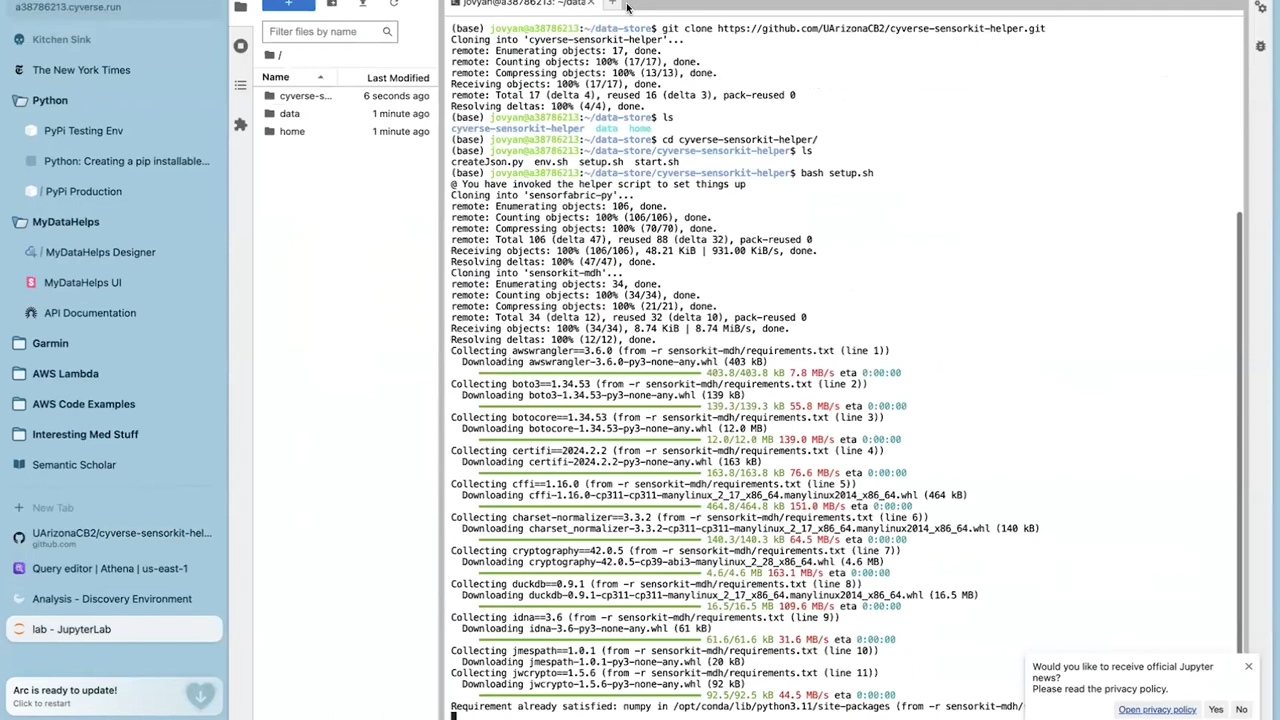 a38786213.cyverse.run
Kitchen Sink
The New York Times
Python
PyPi Testing Env
Python: Creating a pip installable...
PyPi Production
MyDataHelps
/ MyDataHelps Designer
MyDataHelps UI
API Documentation
Garmin
AWS Lambda
AWS Code Examples
Interesting Med Stuff
Semantic Scholar
New Tab
UArizonaCB2/cyverse-sensorkit-hel...
github.com
Query editor | Athena | us-east-1
Analysis - Discovery Environment
lab - JupyterLab
Arc is ready to update!
Click to restart
Filter files by name
/
Name Last Modified
cyverse-s... 6 seconds ago
data 1 minute ago
home 1 minute ago
jovyan@a38786213: ~/data
(base) jovyan@a38786213:~/data-store$ git clone https://github.com/UArizonaCB2/cyverse-sensorkit-helper.git
Cloning into 'cyverse-sensorkit-helper'...
remote: Enumerating objects: 17, done.
remote: Counting objects: 100% (17/17), done.
remote: Compressing objects: 100% (13/13), done.
Receiving objects: 100% (17/17), done.
remote: Total 17 (delta 4), reused 16 (delta 3), pack-reused 0
Resolving deltas: 100% (4/4), done.
(base) jovyan@a38786213:~/data-store$ ls
cyverse-sensorkit-helper data home
(base) jovyan@a38786213:~/data-store$ cd cyverse-sensorkit-helper/
(base) jovyan@a38786213:~/data-store/cyverse-sensorkit-helper$ ls
createJson.py env.sh setup.sh start.sh
(base) jovyan@a38786213:~/data-store/cyverse-sensorkit-helper$ bash setup.sh
@ You have invoked the helper script to set things up
Cloning into 'sensorfabric-py'...
remote: Enumerating objects: 106, done.
remote: Counting objects: 100% (106/106), done.
remote: Compressing objects: 100% (70/70), done.
remote: Total 106 (delta 47), reused 88 (delta 32), pack-reused 0
Receiving objects: 100% (106/106), 48.21 KiB | 931.00 KiB/s, done.
Resolving deltas: 100% (47/47), done.
Cloning into 'sensorkit-mdh'...
remote: Enumerating objects: 34, done.
remote: Counting objects: 100% (34/34), done.
remote: Compressing objects: 100% (21/21), done.
remote: Total 34 (delta 12), reused 32 (delta 10), pack-reused 0
Receiving objects: 100% (34/34), 8.74 KiB | 8.74 MiB/s, done.
Resolving deltas: 100% (12/12), done.
Collecting awswrangler==3.6.0 (from -r sensorkit-mdh/requirements.txt (line 1))
Downloading awswrangler-3.6.0-py3-none-any.whl (403 kB)
403.8/403.8 kB 7.8 MB/s eta 0:00:00
Collecting boto3==1.34.53 (from -r sensorkit-mdh/requirements.txt (line 2))
Downloading boto3-1.34.53-py3-none-any.whl (139 kB)
139.3/139.3 kB 55.8 MB/s eta 0:00:00
Collecting botocore==1.34.53 (from -r sensorkit-mdh/requirements.txt (line 3))
Downloading botocore-1.34.53-py3-none-any.whl (12.0 MB)
12.0/12.0 MB 139.0 MB/s eta 0:00:00
Collecting certifi==2024.2.2 (from -r sensorkit-mdh/requirements.txt (line 4))
Downloading certifi-2024.2.2-py3-none-any.whl (163 kB)
163.8/163.8 kB 76.6 MB/s eta 0:00:00
Collecting cffi==1.16.0 (from -r sensorkit-mdh/requirements.txt (line 5))
Downloading cffi-1.16.0-cp311-cp311-manylinux_2_17_x86_64.manylinux2014_x86_64.whl (464 kB)
464.8/464.8 kB 151.0 MB/s eta 0:00:00
Collecting charset-normalizer==3.3.2 (from -r sensorkit-mdh/requirements.txt (line 6))
Downloading charset_normalizer-3.3.2-cp311-cp311-manylinux_2_17_x86_64.manylinux2014_x86_64.whl (140 kB)
140.3/140.3 kB 64.5 MB/s eta 0:00:00
Collecting cryptography==42.0.5 (from -r sensorkit-mdh/requirements.txt (line 7))
Downloading cryptography-42.0.5-cp39-abi3-manylinux_2_28_x86_64.whl (4.6 MB)
4.6/4.6 MB 163.1 MB/s eta 0:00:00
Collecting duckdb==0.9.1 (from -r sensorkit-mdh/requirements.txt (line 8))
Downloading duckdb-0.9.1-cp311-cp311-manylinux_2_17_x86_64.manylinux2014_x86_64.whl (16.5 MB)
16.5/16.5 MB 109.6 MB/s eta 0:00:00
Collecting idna==3.6 (from -r sensorkit-mdh/requirements.txt (line 9))
Downloading idna-3.6-py3-none-any.whl (61 kB)
61.6/61.6 kB 31.6 MB/s eta 0:00:00
Collecting jmespath==1.0.1 (from -r sensorkit-mdh/requirements.txt (line 10))
Downloading jmespath-1.0.1-py3-none-any.whl (20 kB)
Collecting jwcrypto==1.5.6 (from -r sensorkit-mdh/requirements.txt (line 11))
Downloading jwcrypto-1.5.6-py3-none-any.whl (92 kB)
92.5/92.5 kB 44.5 MB/s eta 0:00:00
Requirement already satisfied: numpy in /opt/conda/lib/python3.11/site-packages (from -r sensorkit-mdh/
Would you like to receive official Jupyter
news?
Please read the privacy policy.
Open privacy policy Yes No